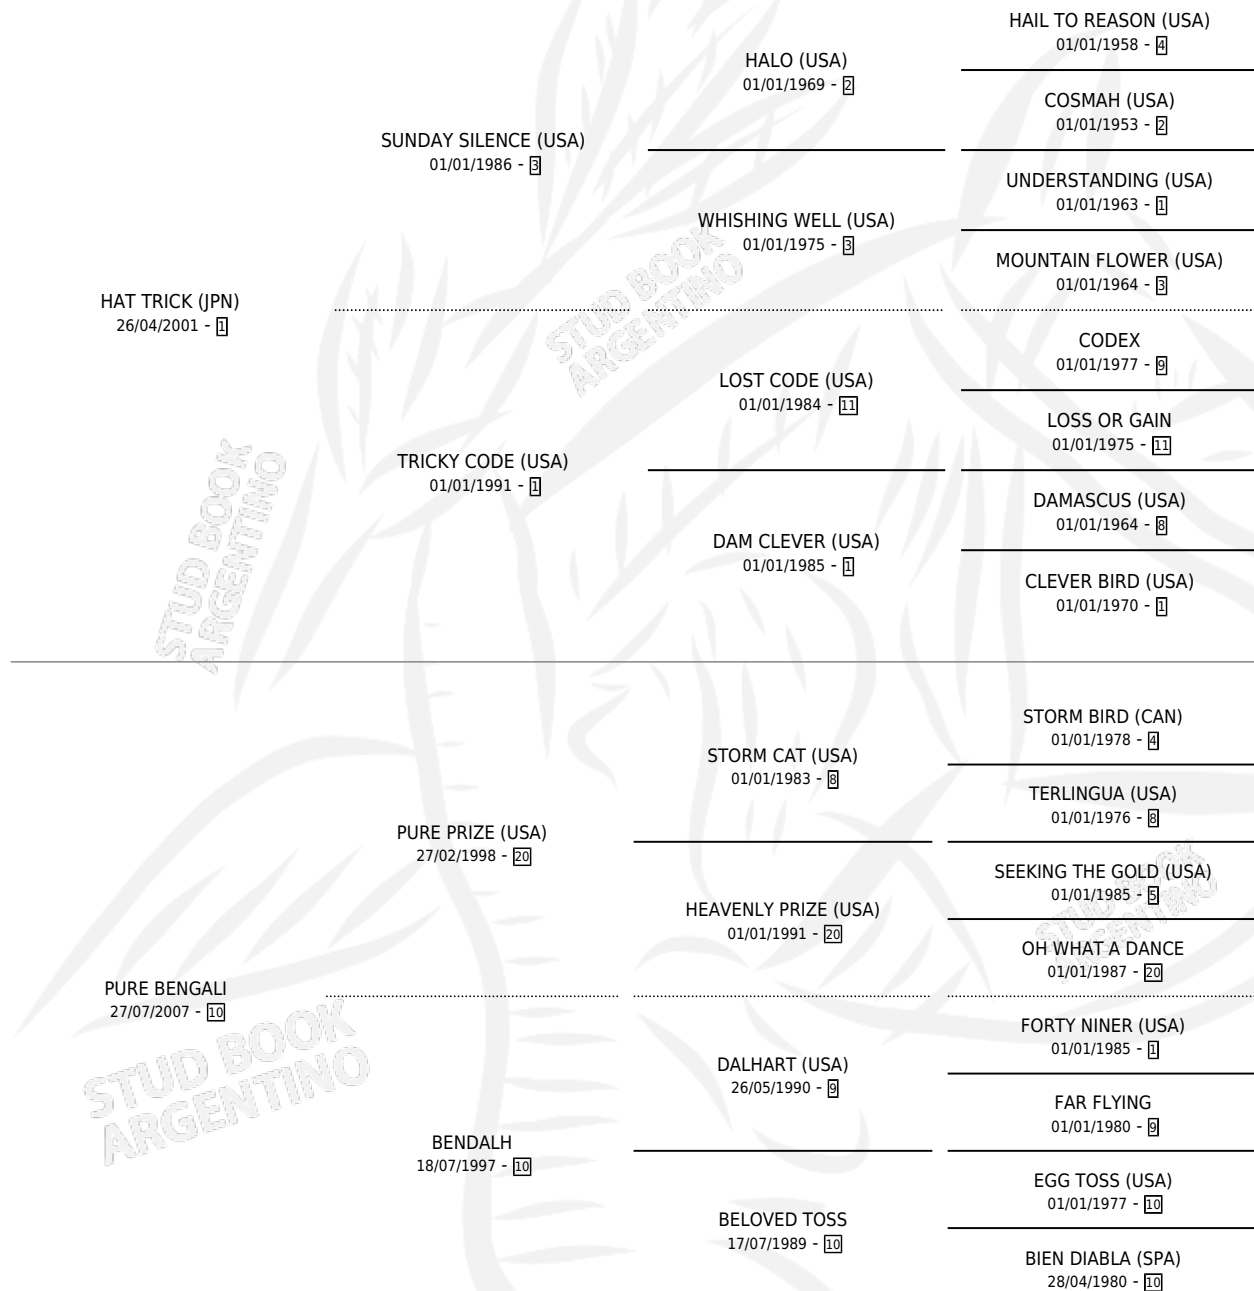 HAIL TO REASON (USA)
01/01/1958 - 4
HALO (USA)
01/01/1969 - 2
COSMAH (USA)
01/01/1953 - 2
SUNDAY SILENCE (USA)
01/01/1986 - 3
UNDERSTANDING (USA)
01/01/1963 - 1
WHISHING WELL (USA)
01/01/1975 - 3
MOUNTAIN FLOWER (USA)
01/01/1964 - 3
HAT TRICK (JPN)
26/04/2001 - 1
CODEX
01/01/1977 - 9
LOST CODE (USA)
01/01/1984 - 11
LOSS OR GAIN
01/01/1975 - 11
TRICKY CODE (USA)
01/01/1991 - 1
DAMASCUS (USA)
01/01/1964 - 8
DAM CLEVER (USA)
01/01/1985 - 1
CLEVER BIRD (USA)
01/01/1970 - 1
STORM BIRD (CAN)
01/01/1978 - 4
STORM CAT (USA)
01/01/1983 - 8
TERLINGUA (USA)
01/01/1976 - 8
PURE PRIZE (USA)
27/02/1998 - 20
SEEKING THE GOLD (USA)
01/01/1985 - 5
HEAVENLY PRIZE (USA)
01/01/1991 - 20
OH WHAT A DANCE
01/01/1987 - 20
PURE BENGALI
27/07/2007 - 10
FORTY NINER (USA)
01/01/1985 - 1
DALHART (USA)
26/05/1990 - 9
FAR FLYING
01/01/1980 - 9
BENDALH
18/07/1997 - 10
EGG TOSS (USA)
01/01/1977 - 10
BELOVED TOSS
17/07/1989 - 10
BIEN DIABLA (SPA)
28/04/1980 - 10
STUD BOOK
ARGENTINO
STUD BOOK
ARGENTINO
STUD BOOK
ARGENTINO
STUD BOOK
ARGENTINO